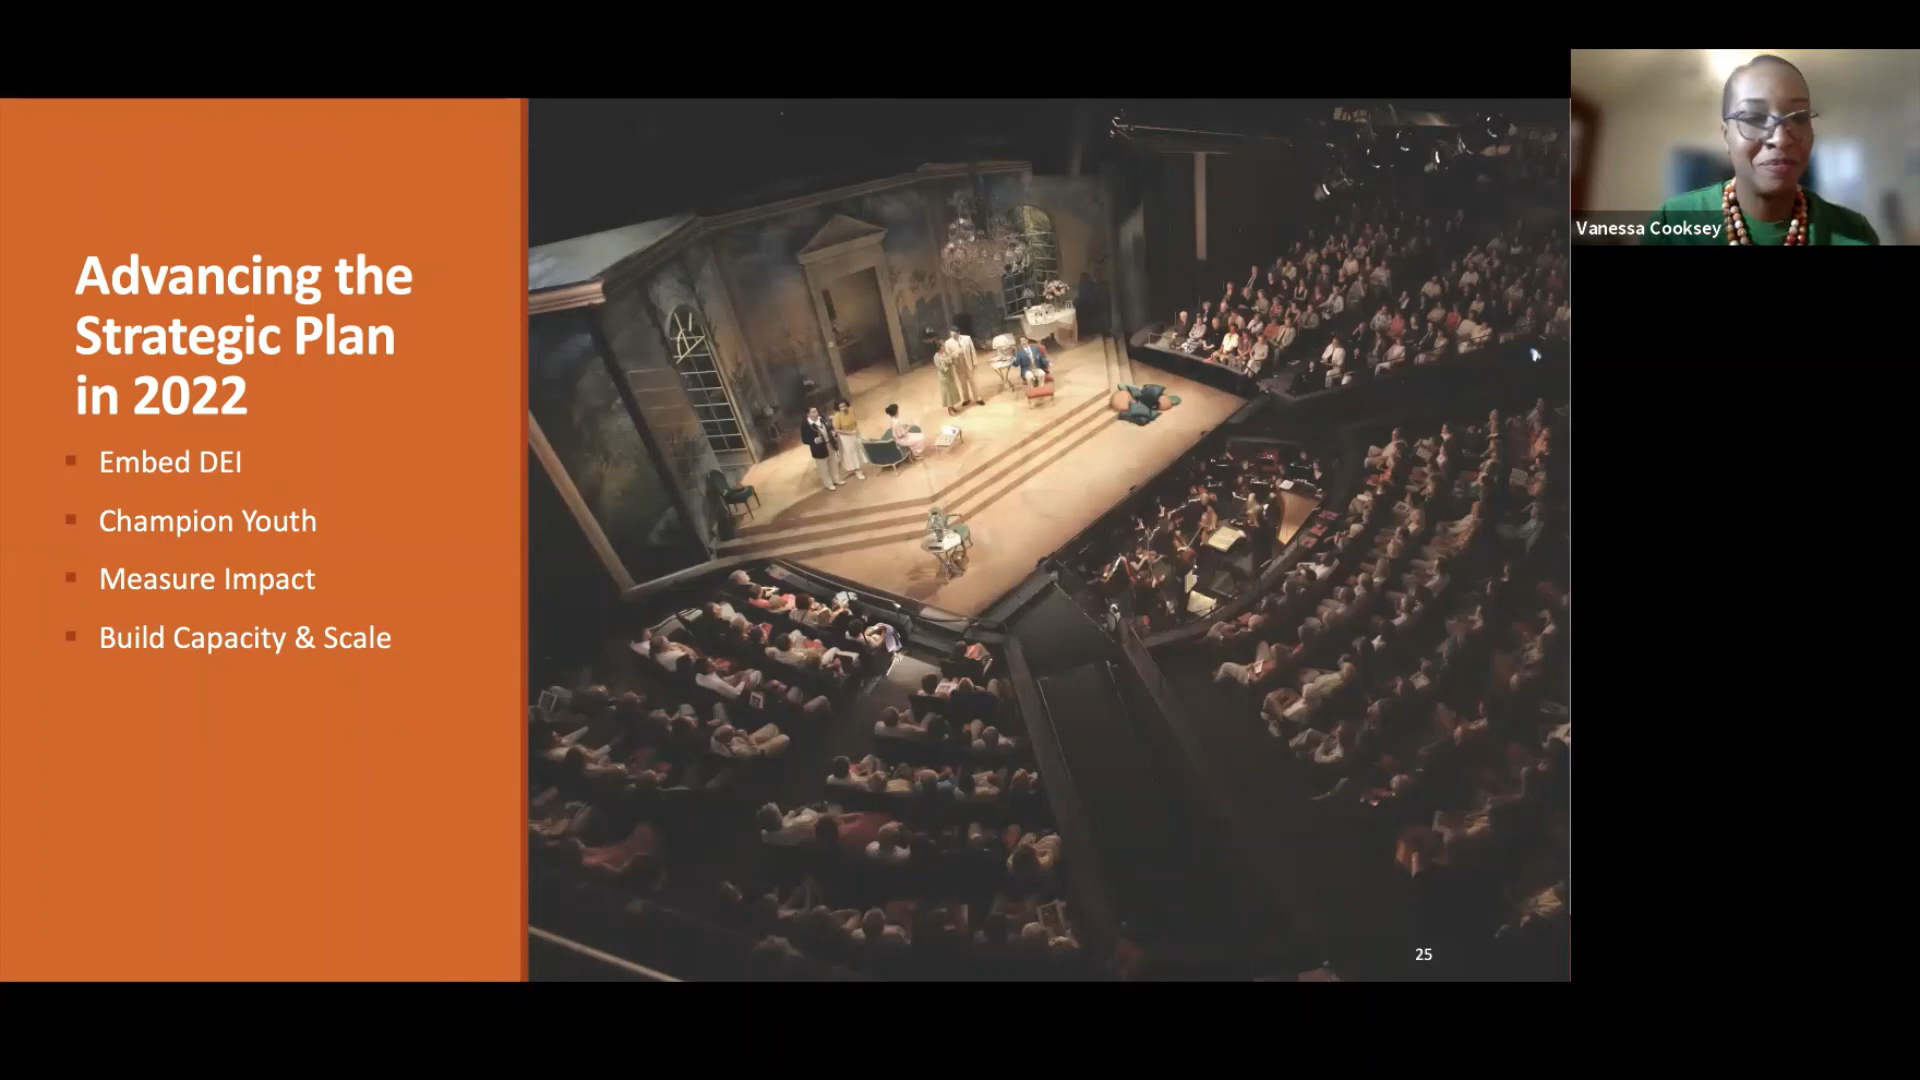 Advancing the
Strategic Plan
in 2022
Embed DEI
Champion Youth
Measure Impact
Build Capacity & Scale
25
Vanessa Cooksey